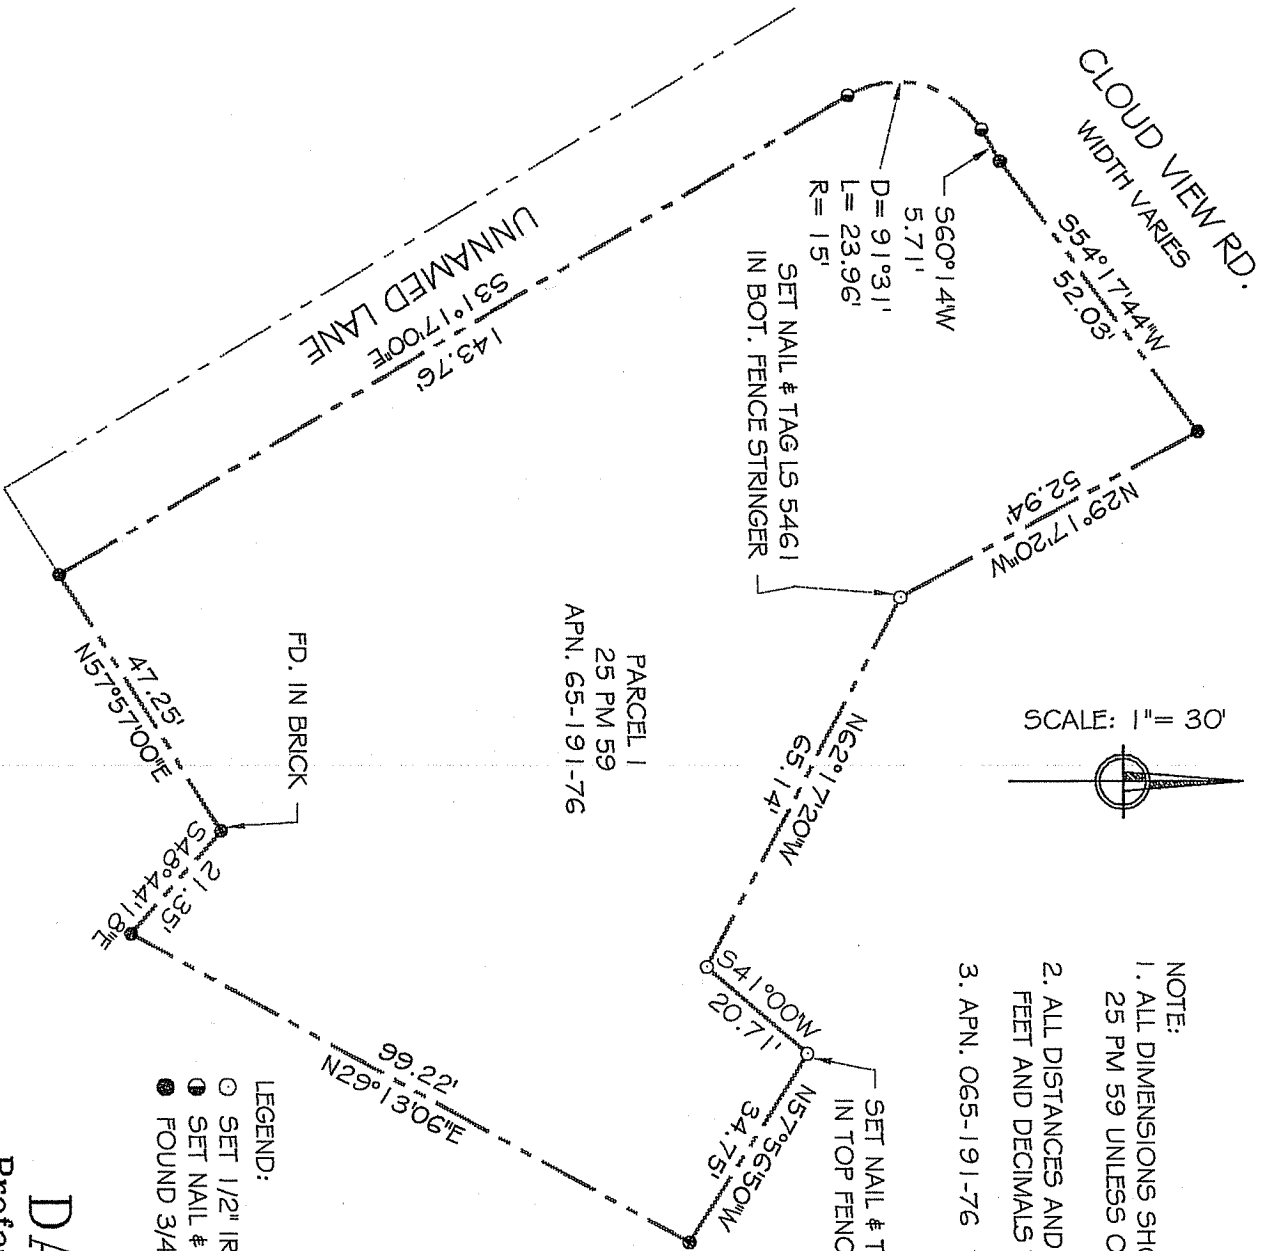 CLOUD VIEW RD.
WIDTH VARIES
S54°17'44"W
52.03'
S60°14'W
5.71'
D= 91°31'
L= 23.96'
R= 15'
SET NAIL & TAG LS 5461
IN BOT. FENCE STRINGER
N29°17'20"W
52.94'
UNNAMED LANE
S31°17'00"E
143.76'
SCALE: 1"= 30'
N62°17'20"W
65.14'
PARCEL 1
25 PM 59
APN. 65-191-76
FD. IN BRICK
47.25'
N57°57'00"E
S48°44'18"E
21.35'
S41°00'W
20.71'
N57°56'50"W
34.75'
SET NAIL & T
IN TOP FENC
99.22'
N29°13'06"E
NOTE:
1. ALL DIMENSIONS SHO
25 PM 59 UNLESS O
2. ALL DISTANCES AND
FEET AND DECIMALS
3. APN. 065-191-76
LEGEND:
SET 1/2" IR
SET NAIL &
FOUND 3/4
DA
Profe